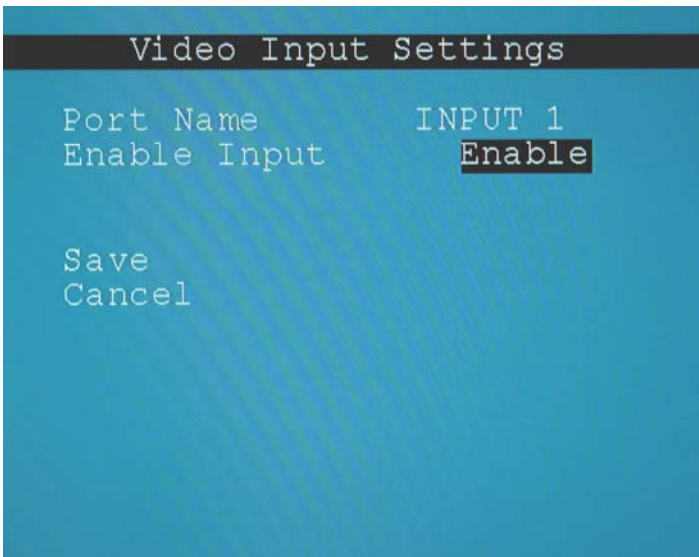 Video Input Settings
Port Name INPUT 1
Enable Input Enable
Save
Cancel